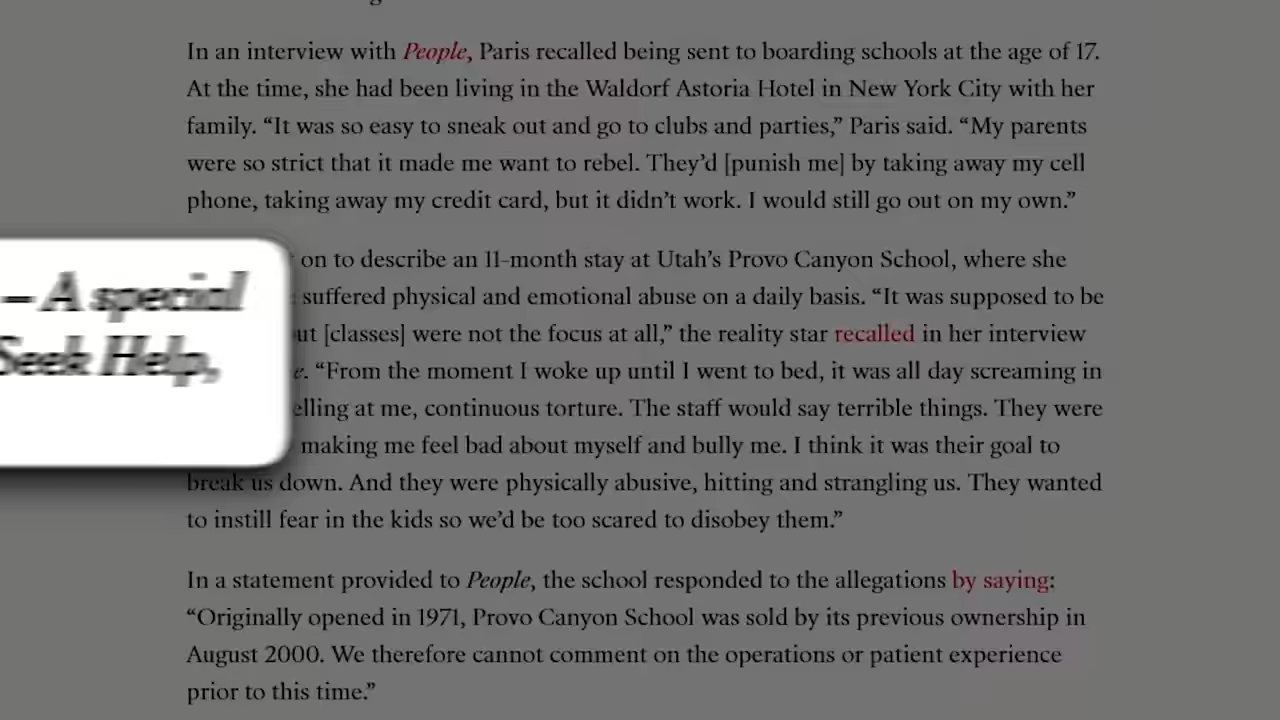 In an interview with People, Paris recalled being sent to boarding schools at the age of 17.
At the time, she had been living in the Waldorf Astoria Hotel in New York City with her
family. “It was so easy to sneak out and go to clubs and parties,” Paris said. “My parents
were so strict that it made me want to rebel. They’d [punish me] by taking away my cell
phone, taking away my credit card, but it didn’t work. I would still go out on my own.”
on to describe an 11-month stay at Utah’s Provo Canyon School, where she
– A special
suffered physical and emotional abuse on a daily basis. “It was supposed to be
[classes] were not the focus at all,” the reality star recalled in her interview
Seek Help,
“From the moment I woke up until I went to bed, it was all day screaming in
at me, continuous torture. The staff would say terrible things. They were
making me feel bad about myself and bully me. I think it was their goal to
break us down. And they were physically abusive, hitting and strangling us. They wanted
to instill fear in the kids so we’d be too scared to disobey them.”
In a statement provided to People, the school responded to the allegations by saying:
“Originally opened in 1971, Provo Canyon School was sold by its previous ownership in
August 2000. We therefore cannot comment on the operations or patient experience
prior to this time.”